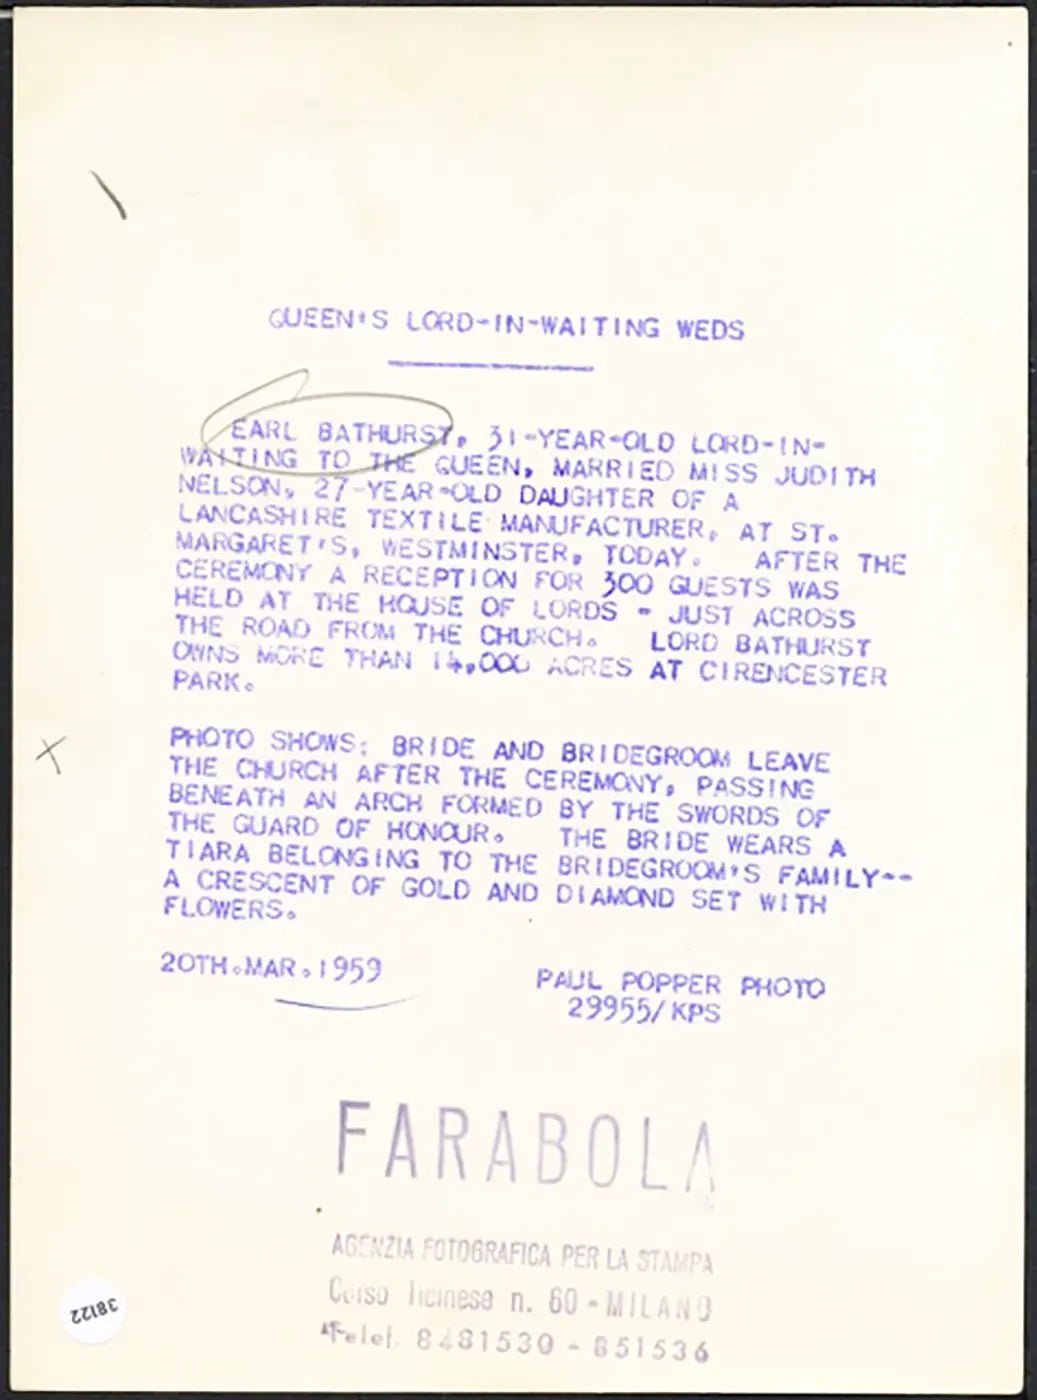 QUEEN'S LORD-IN-WAITING WEDS
EARL BATHURST, 31-YEAR-OLD LORD-IN-
WAITING TO THE QUEEN, MARRIED MISS JUDITH
NELSON, 27-YEAR-OLD DAUGHTER OF A
LANCASHIRE TEXTILE MANUFACTURER, AT ST.
MARGARET'S, WESTMINSTER, TODAY. AFTER THE
CEREMONY A RECEPTION FOR 300 GUESTS WAS
HELD AT THE HOUSE OF LORDS - JUST ACROSS
THE ROAD FROM THE CHURCH. LORD BATHURST
OWNS MORE THAN 14,000 ACRES AT CIRENCESTER
PARK.
PHOTO SHOWS: BRIDE AND BRIDEGROOM LEAVE
THE CHURCH AFTER THE CEREMONY, PASSING
BENEATH AN ARCH FORMED BY THE SWORDS OF
THE GUARD OF HONOUR. THE BRIDE WEARS A
TIARA BELONGING TO THE BRIDEGROOM'S FAMILY--
A CRESCENT OF GOLD AND DIAMOND SET WITH
FLOWERS.
20TH.MAR.1959
PAUL POPPER PHOTO
29955/KPS
FARABOLA
AGENZIA FOTOGRAFICA PER LA STAMPA
Corso Ticinese n. 60 - MILANO
Telef. 8481530 - 851536
38122